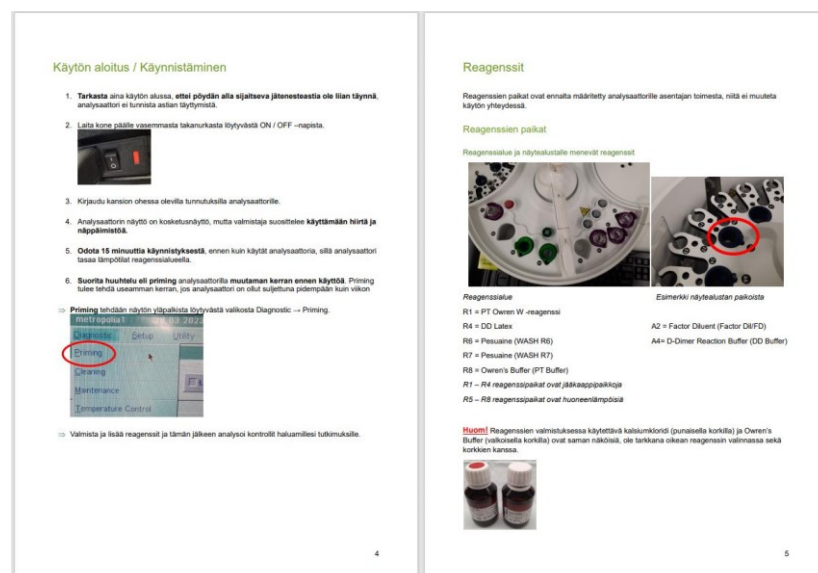 Käytön aloitus / Käynnistäminen
1. Tarkasta aina käytön alussa, ettei pöydän alla sijaitseva jätenesteastia ole liian täynnä,
analysaattori ei tunnista astian täyttymistä.
2. Laita kone päälle vasemmasta takanurkasta löytyvästä ON / OFF –napista.
3. Kirjaudu kansion ohessa olevilla tunnutuksilla analysaattorille.
4. Analysaattorin näyttö on kosketusnäyttö, mutta valmistaja suosittelee käyttämään hiirtä ja
näppäimistöä.
5. Odota 15 minuuttia käynnistyksestä, ennen kuin käytät analysaattoria, sillä analysaattori
tasaa lämpötilat reagenssialueella.
6. Suorita huuhtelu eli priming analysaattorilla muutaman kerran ennen käyttöä. Priming
tulee tehdä useamman kerran, jos analysaattori on ollut suljettuna pidempään kuin viikon
⇒ Priming tehdään näytön yläpalkista löytyvästä valikosta Diagnostic → Priming.
metropolia1
Diagnostic Setup Utility
Priming
Clearing
Maintenance
Temperature Control
⇒ Valmista ja lisää reagenssit ja tämän jälkeen analysoi kontrollit haluamillesi tutkimuksille.
4
Reagenssit
Reagenssien paikat ovat ennalta määritetty analysaattorille asentajan toimesta, niitä ei muuteta
käytön yhteydessä.
Reagenssien paikat
Reagenssialue ja näytealustalle menevät reagenssit
Reagenssialue
Esimerkki näytealustan paikoista
R1 = PT Owren W -reagenssi
R4 = DD Latex
A2 = Factor Diluent (Factor Dil/FD)
R6 = Pesuaine (WASH R6)
A4= D-Dimer Reaction Buffer (DD Buffer)
R7 = Pesuaine (WASH R7)
R8 = Owren's Buffer (PT Buffer)
R1 – R4 reagenssipaikat ovat jääkaappipaikkoja
R5 – R8 reagenssipaikat ovat huoneenlämpöisiä
Huom! Reagenssien valmistuksessa käytettävä kalsiumkloridi (punaisella korkilla) ja Owren's
Buffer (valkoisella korkilla) ovat saman näköisiä, ole tarkkana oikean reagenssin valinnassa sekä
korkkien kanssa.
5